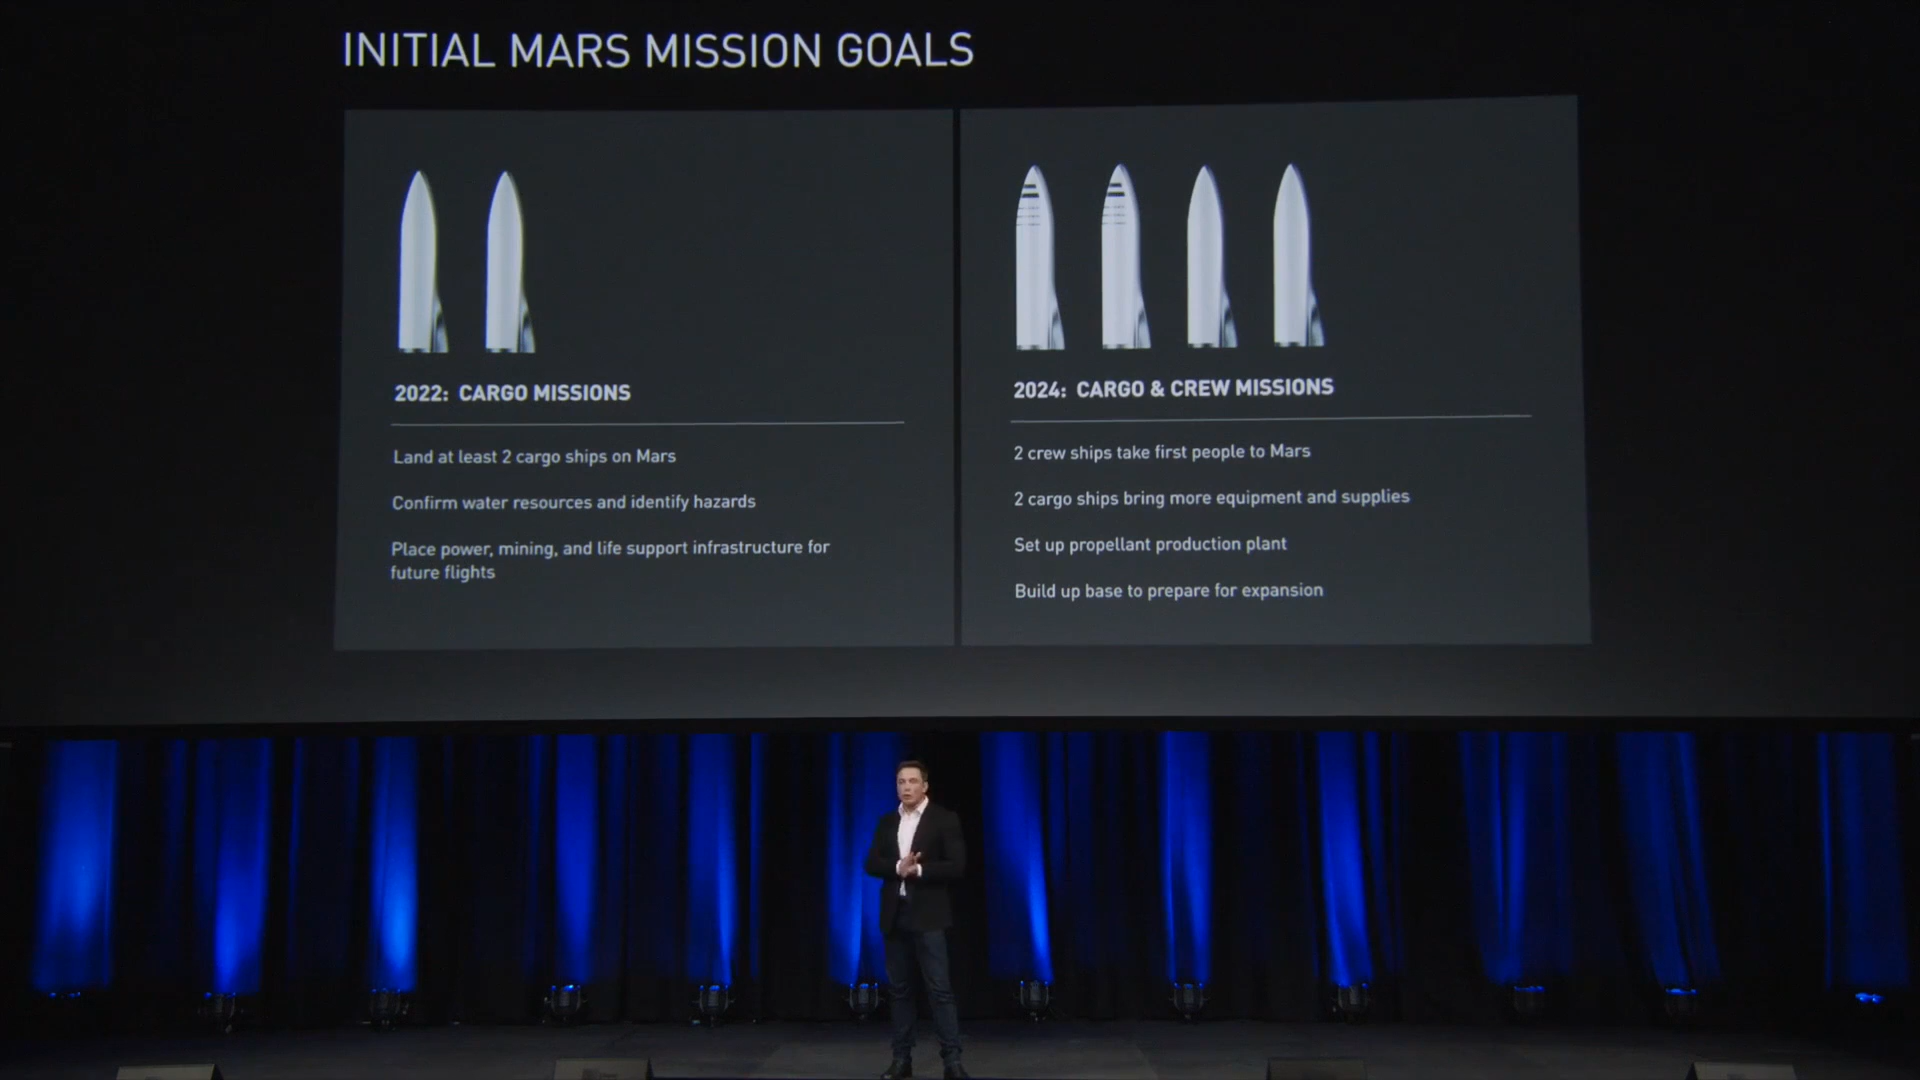 INITIAL MARS MISSION GOALS
2022: CARGO MISSIONS
Land at least 2 cargo ships on Mars
Confirm water resources and identify hazards
Place power, mining, and life support infrastructure for
future flights
2024: CARGO & CREW MISSIONS
2 crew ships take first people to Mars
2 cargo ships bring more equipment and supplies
Set up propellant production plant
Build up base to prepare for expansion